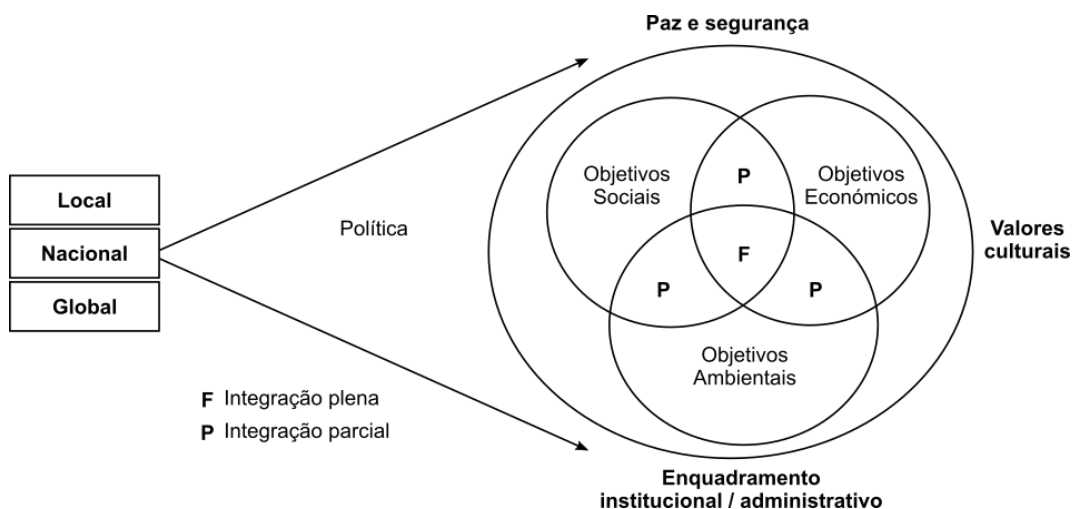 Paz e segurança
Objetivos
Sociais
P
Objetivos
Económicos
Local
Nacional
Global
Política
Valores
culturais
F
P
P
Objetivos
Ambientais
F Integração plena
P Integração parcial
Enquadramento
institucional / administrativo